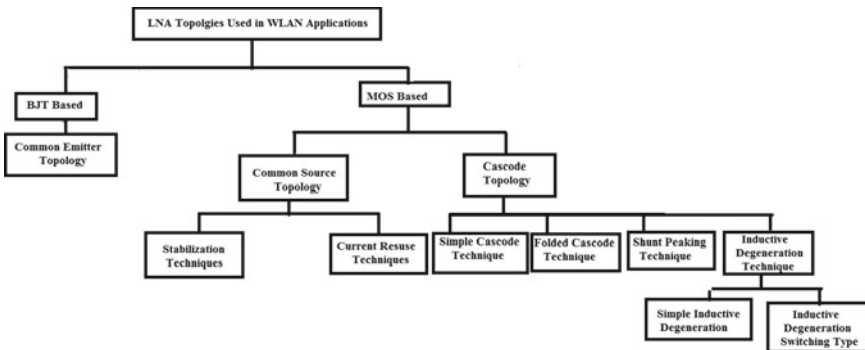 LNA Topolgies Used in WLAN Applications
BJT Based
MOS Based
Common Emitter
Topology
Common Source
Topology
Cascode
Topology
Stabilization
Techniques
Current Resuse
Techniques
Simple Cascode
Technique
Folded Cascode
Technique
Shunt Peaking
Technique
Inductive
Degeneration
Technique
Simple Inductive
Degeneration
Inductive
Degeneration
Switching Type